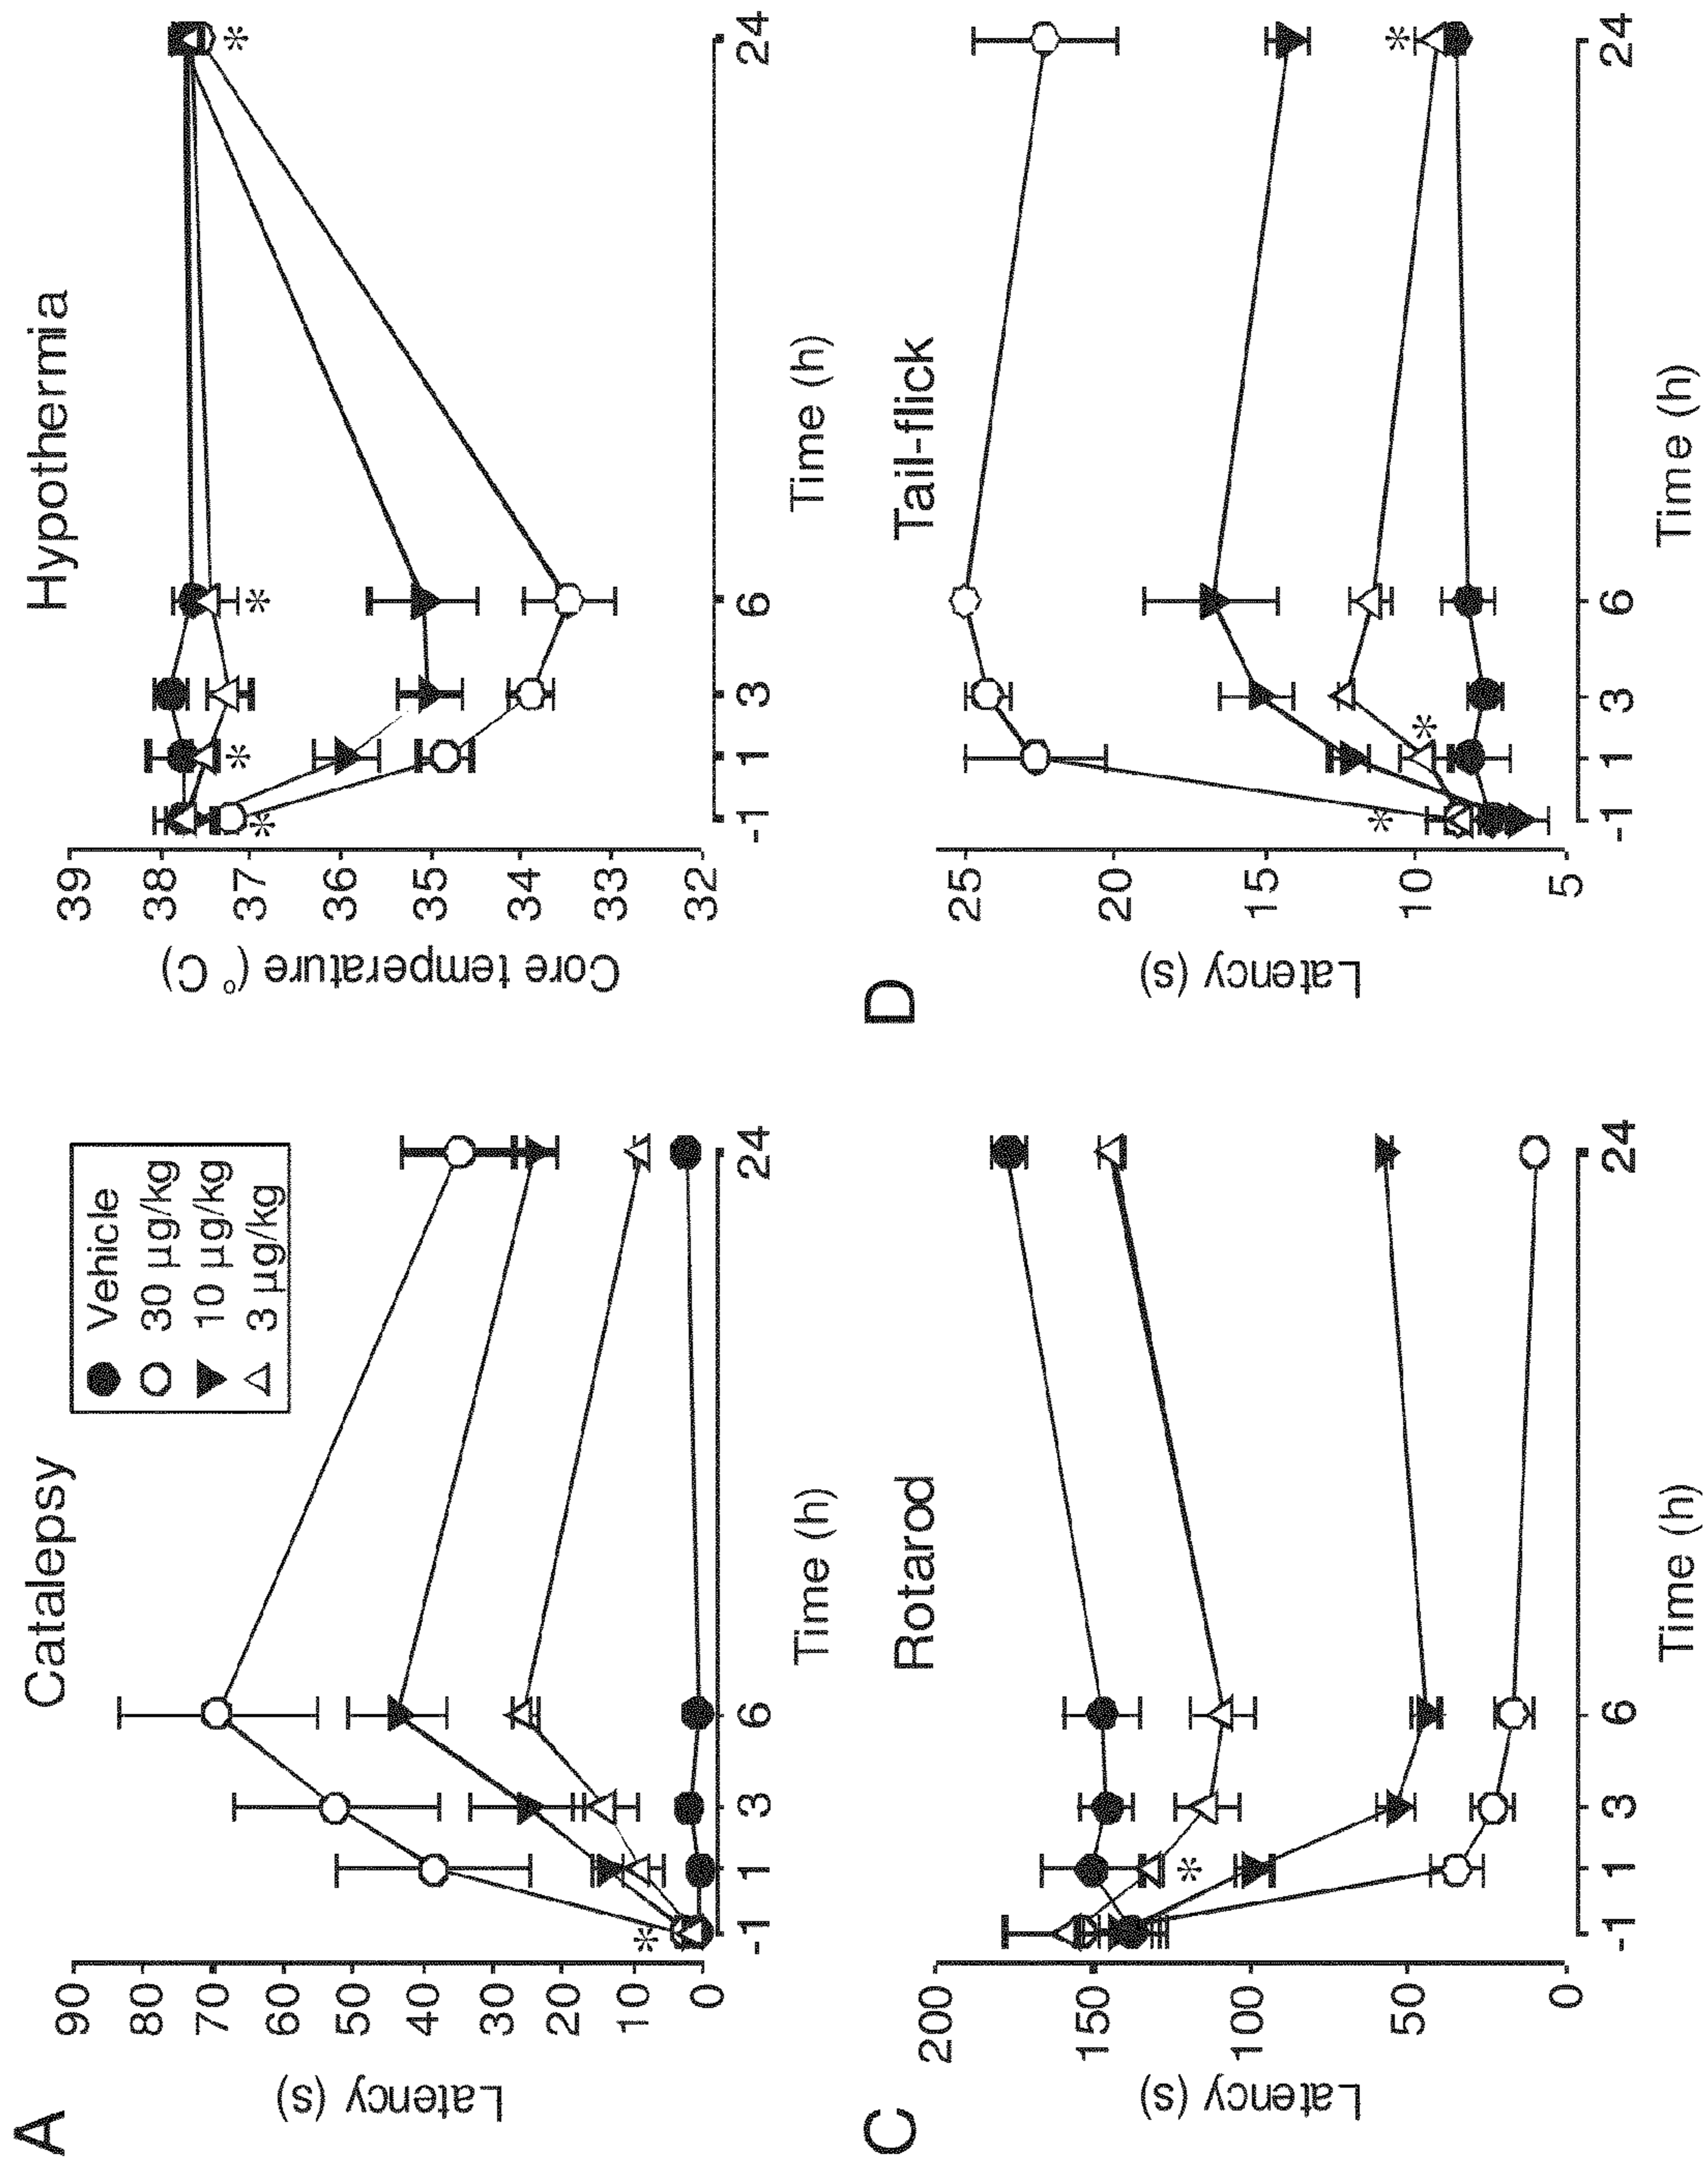 A
Catalepsy
Vehicle
30 µg/kg
10 µg/kg
3 µg/kg
Latency (s)
90
80
70
60
50
40
30
20
10
0
*
-1 1 3 6 24
Time (h)
Hypothermia
Core temperature (°C)
39
38
37
36
35
34
33
32
* * * *
-1 1 3 6 24
Time (h)
C
Rotarod
Latency (s)
200
150
100
50
0
*
-1 1 3 6 24
Time (h)
D
Tail-flick
Latency (s)
25
20
15
10
5
* * *
-1 1 3 6 24
Time (h)